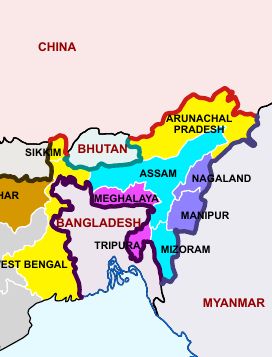 CHINA
ARUNACHAL
PRADESH
SIKKIM
BHUTAN
ASSAM
NAGALAND
HAR
MEGHALAYA
MANIPUR
BANGLADESH
TRIPURA
MIZORAM
EST BENGAL
MYANMAR